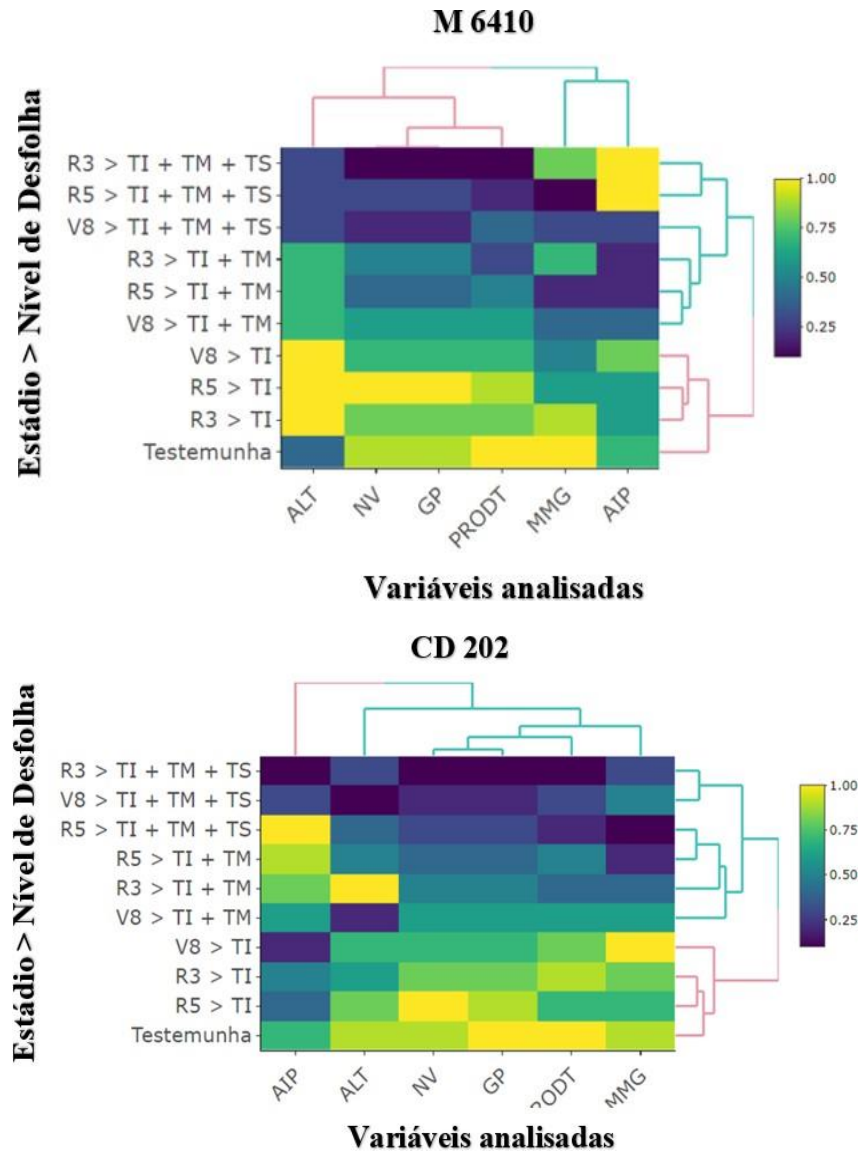 M 6410
Estádio > Nível de Desfolha
R3 > TI + TM + TS
R5 > TI + TM + TS
V8 > TI + TM + TS
R3 > TI + TM
R5 > TI + TM
V8 > TI + TM
V8 > TI
R5 > TI
R3 > TI
Testemunha
ALT
NV
GP
PRODT
MMG
AIP
1.00
0.75
0.50
0.25
Variáveis analisadas
CD 202
Estádio > Nível de Desfolha
R3 > TI + TM + TS
V8 > TI + TM + TS
R5 > TI + TM + TS
R5 > TI + TM
R3 > TI + TM
V8 > TI + TM
V8 > TI
R3 > TI
R5 > TI
Testemunha
AIP
ALT
NV
GP
RODT
MMG
1.00
0.75
0.50
0.25
Variáveis analisadas